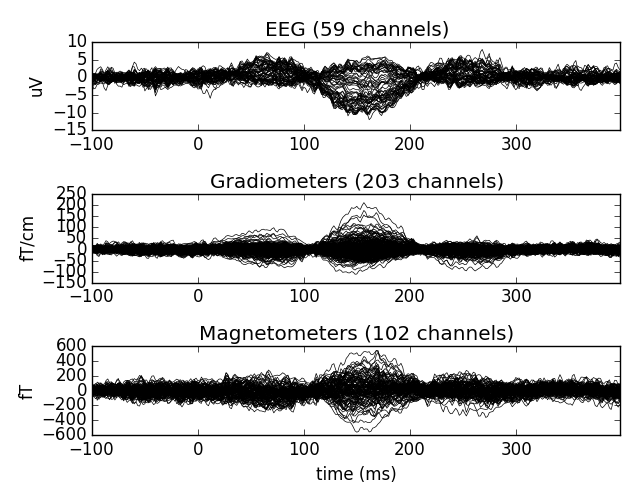 EEG (59 channels)
10
5
0
−5
−10
−15
uV
−100 0 100 200 300
Gradiometers (203 channels)
250
200
150
100
50
0
−50
−100
−150
fT/cm
−100 0 100 200 300
Magnetometers (102 channels)
600
400
200
0
−200
−400
−600
fT
−100 0 100 200 300
time (ms)